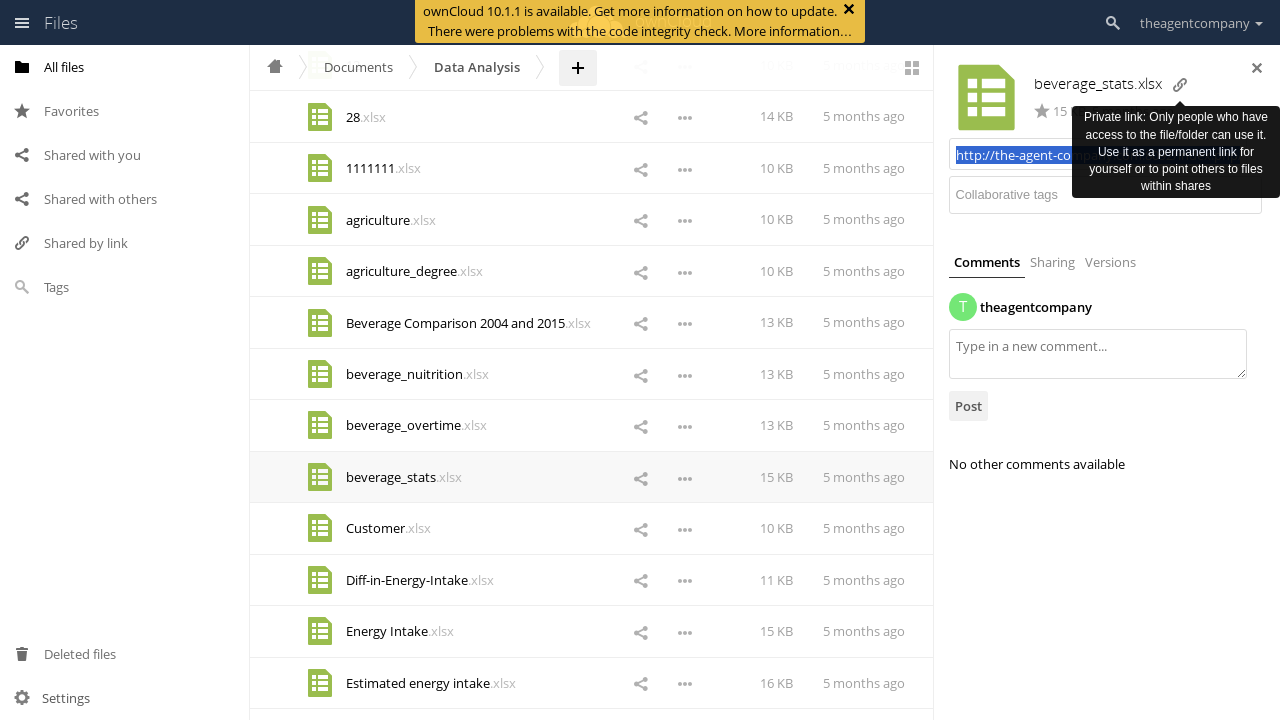 Files
ownCloud 10.1.1 is available. Get more information on how to update.
There were problems with the code integrity check. More information…
theagentcompany
All files
Favorites
Shared with you
Shared with others
Shared by link
Tags
Deleted files
Settings
Documents
Data Analysis
28.xlsx 14 KB 5 months ago
1111111.xlsx 10 KB 5 months ago
agriculture.xlsx 10 KB 5 months ago
agriculture_degree.xlsx 10 KB 5 months ago
Beverage Comparison 2004 and 2015.xlsx 13 KB 5 months ago
beverage_nuitrition.xlsx 13 KB 5 months ago
beverage_overtime.xlsx 13 KB 5 months ago
beverage_stats.xlsx 15 KB 5 months ago
Customer.xlsx 10 KB 5 months ago
Diff-in-Energy-Intake.xlsx 11 KB 5 months ago
Energy Intake.xlsx 15 KB 5 months ago
Estimated energy intake.xlsx 16 KB 5 months ago
beverage_stats.xlsx
15
Private link: Only people who have
access to the file/folder can use it.
Use it as a permanent link for
yourself or to point others to files
within shares
http://the-agent-co
Collaborative tags
Comments Sharing Versions
T theagentcompany
Type in a new comment...
Post
No other comments available